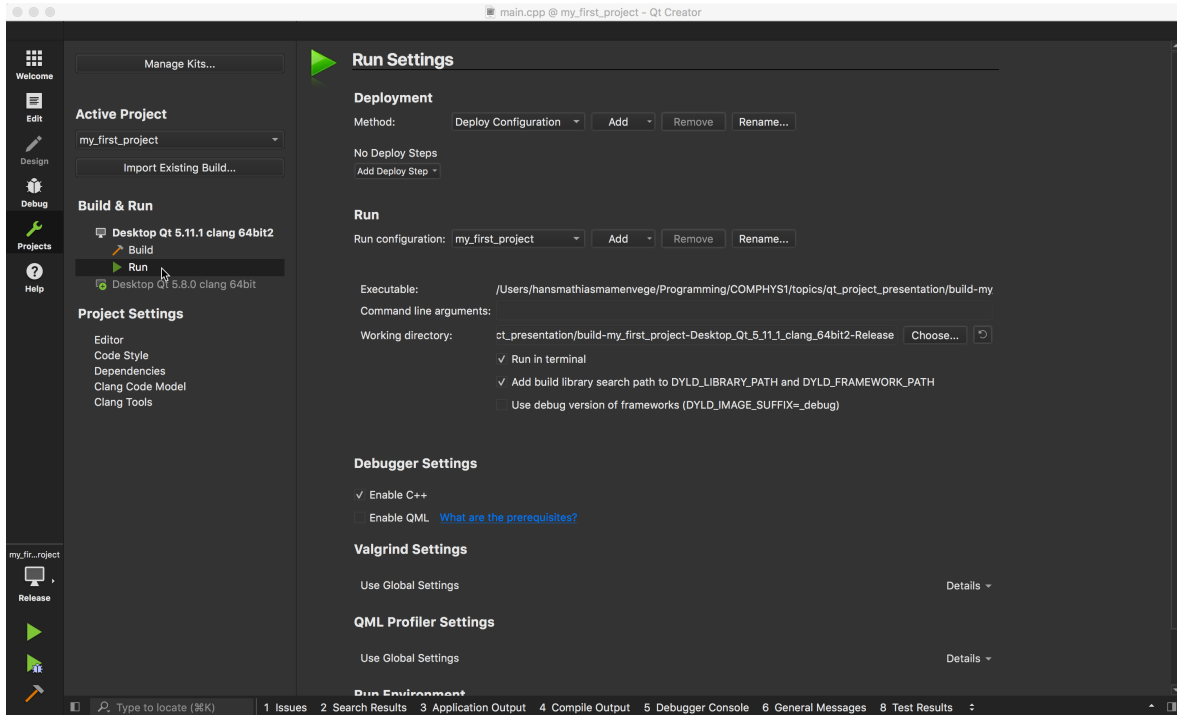 main.cpp @ my_first_project - Qt Creator
Welcome
Edit
Design
Debug
Projects
Help
my_fir...roject
Release
Manage Kits...
Active Project
my_first_project
Import Existing Build...
Build & Run
Desktop Qt 5.11.1 clang 64bit2
Build
Run
Desktop Qt 5.8.0 clang 64bit
Project Settings
Editor
Code Style
Dependencies
Clang Code Model
Clang Tools
Run Settings
Deployment
Method: Deploy Configuration Add Remove Rename...
No Deploy Steps
Add Deploy Step
Run
Run configuration: my_first_project Add Remove Rename...
Executable: /Users/hansmathiasmamenvege/Programming/COMPHYS1/topics/qt_project_presentation/build-my
Command line arguments:
Working directory: ct_presentation/build-my_first_project-Desktop_Qt_5_11_1_clang_64bit2-Release Choose...
Run in terminal
Add build library search path to DYLD_LIBRARY_PATH and DYLD_FRAMEWORK_PATH
Use debug version of frameworks (DYLD_IMAGE_SUFFIX=_debug)
Debugger Settings
Enable C++
Enable QML What are the prerequisites?
Valgrind Settings
Use Global Settings Details
QML Profiler Settings
Use Global Settings Details
Run Environment
Type to locate (⌘K) 1 Issues 2 Search Results 3 Application Output 4 Compile Output 5 Debugger Console 6 General Messages 8 Test Results